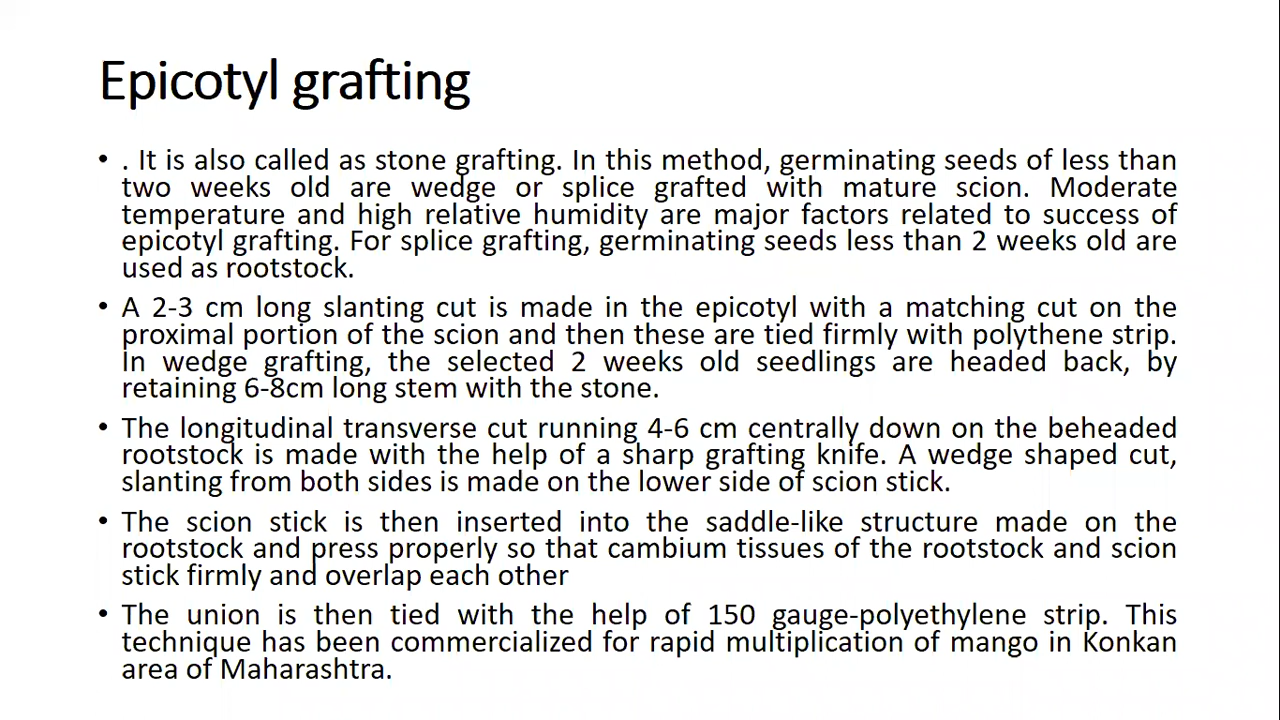 Epicotyl grafting
• . It is also called as stone grafting. In this method, germinating seeds of less than
two weeks old are wedge or splice grafted with mature scion. Moderate
temperature and high relative humidity are major factors related to success of
epicotyl grafting. For splice grafting, germinating seeds less than 2 weeks old are
used as rootstock.
• A 2-3 cm long slanting cut is made in the epicotyl with a matching cut on the
proximal portion of the scion and then these are tied firmly with polythene strip.
In wedge grafting, the selected 2 weeks old seedlings are headed back, by
retaining 6-8cm long stem with the stone.
• The longitudinal transverse cut running 4-6 cm centrally down on the beheaded
rootstock is made with the help of a sharp grafting knife. A wedge shaped cut,
slanting from both sides is made on the lower side of scion stick.
• The scion stick is then inserted into the saddle-like structure made on the
rootstock and press properly so that cambium tissues of the rootstock and scion
stick firmly and overlap each other
• The union is then tied with the help of 150 gauge-polyethylene strip. This
technique has been commercialized for rapid multiplication of mango in Konkan
area of Maharashtra.